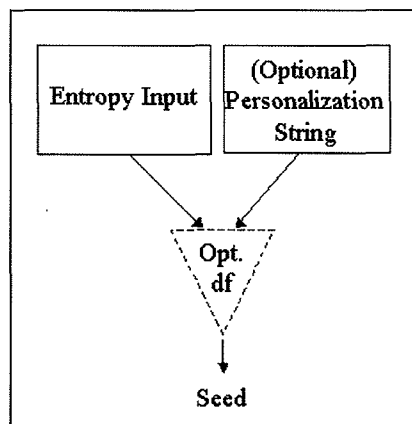 Entropy Input
(Optional)
Personalization
String
Opt.
df
Seed